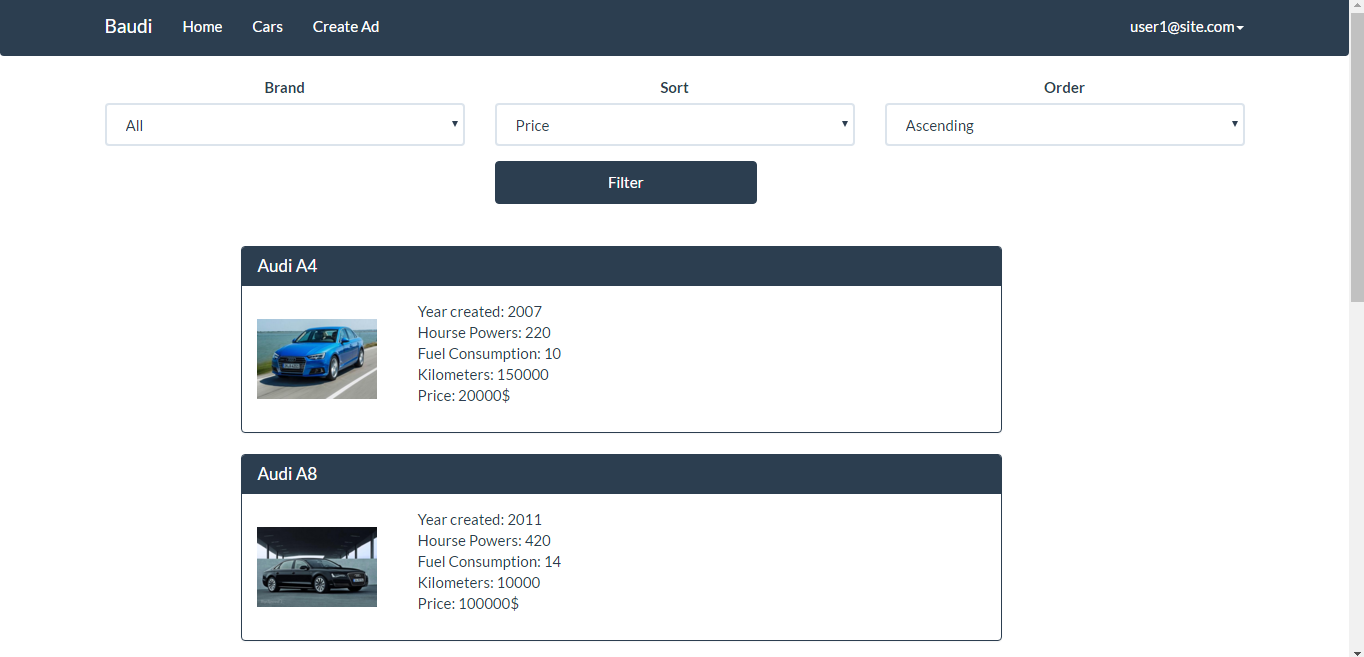 Baudi Home Cars Create Ad user1@site.com
Brand Sort Order
All Price Ascending
Filter
Audi A4
Year created: 2007
Hourse Powers: 220
Fuel Consumption: 10
Kilometers: 150000
Price: 20000$
Audi A8
Year created: 2011
Hourse Powers: 420
Fuel Consumption: 14
Kilometers: 10000
Price: 100000$